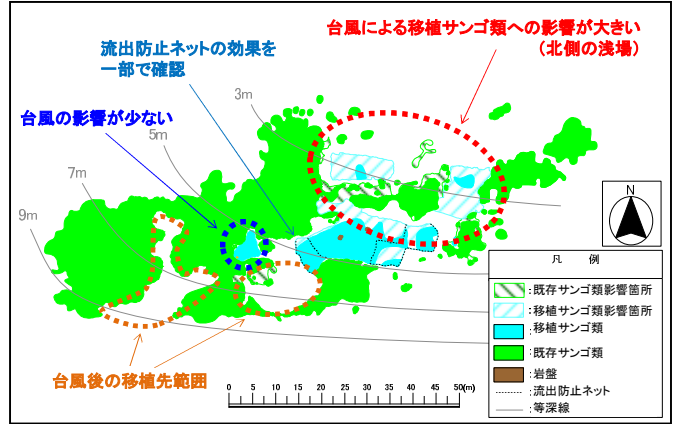 台風による移植サンゴ類への影響が大きい
（北側の浅場）
流出防止ネットの効果を
一部で確認
台風の影響が少ない
3m
5m
7m
9m
N
凡 例
:既存サンゴ類影響箇所
:移植サンゴ類影響箇所
:移植サンゴ類
:既存サンゴ類
:岩盤
:流出防止ネット
:等深線
台風後の移植先範囲
0 5 10 15 20 25 30 35 40 45 50(m)